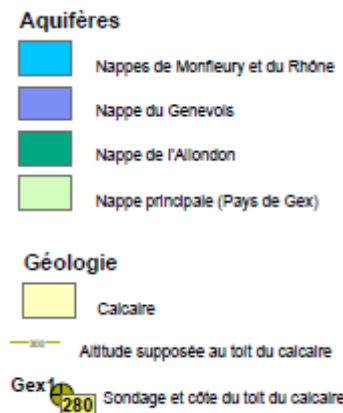 Aquifères
Nappes de Monfleury et du Rhône
Nappe du Genevois
Nappe de l'Allondon
Nappe principale (Pays de Gex)
Géologie
Calcaire
300 Altitude supposée au toit du calcaire
Gex1 280 Sondage et côte du toit du calcaire